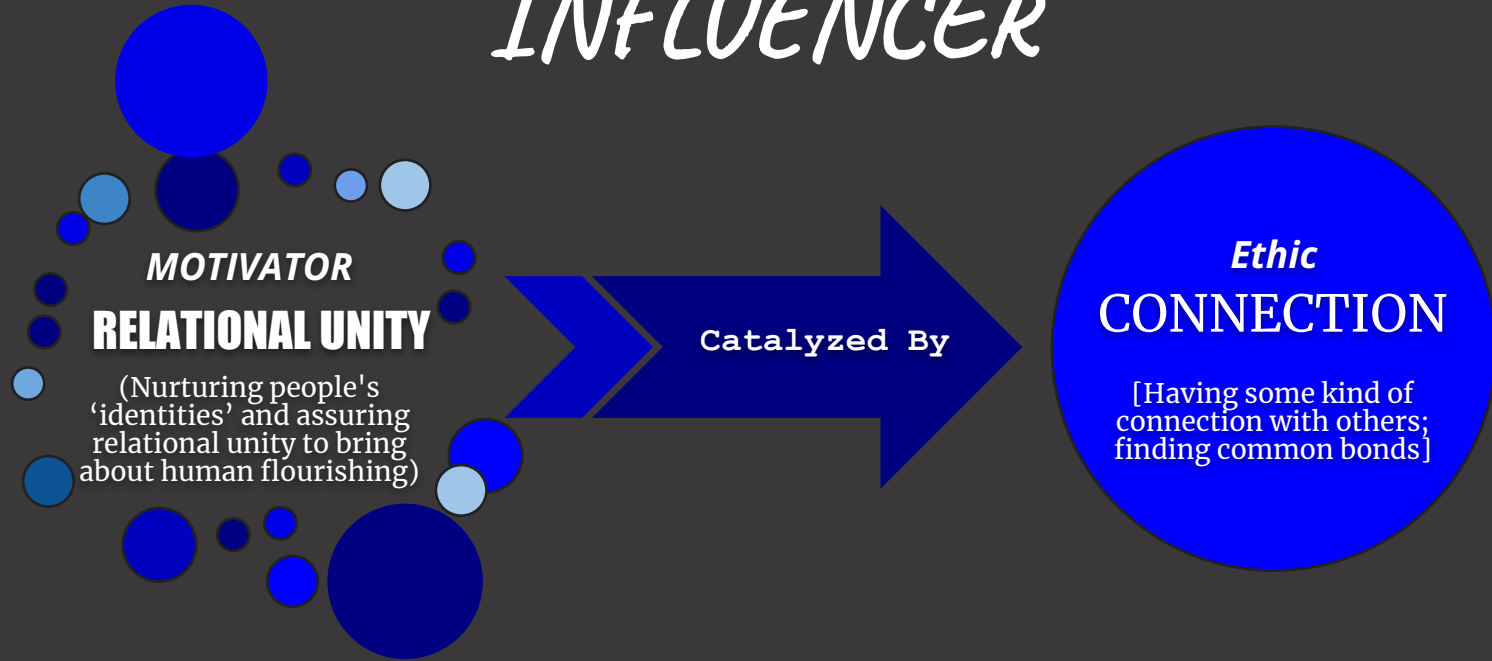 INFLUENCER
MOTIVATOR
RELATIONAL UNITY
(Nurturing people's
‘identities’ and assuring
relational unity to bring
about human flourishing)
Catalyzed By
Ethic
CONNECTION
[Having some kind of
connection with others;
finding common bonds]